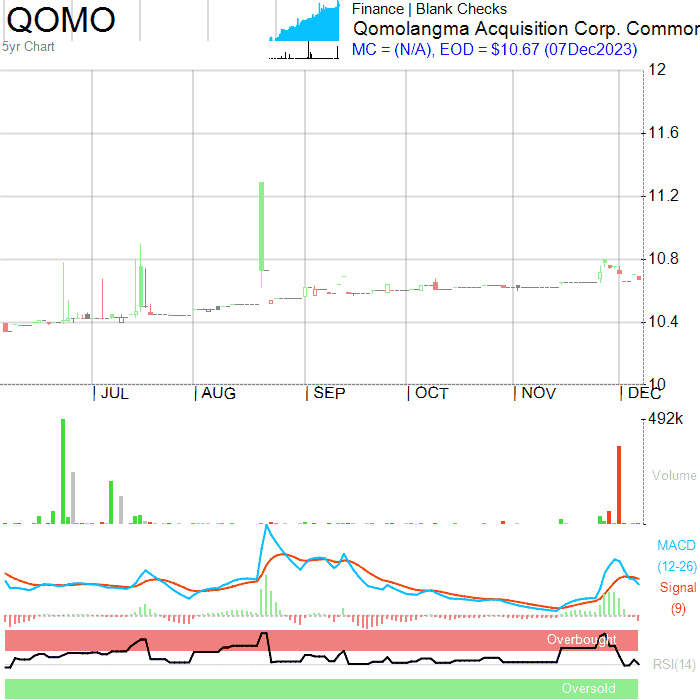 QOMO
5yr Chart
Finance | Blank Checks
Qomolangma Acquisition Corp. Common
MC = (N/A), EOD = $10.67 (07Dec2023)
12
11.6
11.2
10.8
10.4
10
JUL AUG SEP OCT NOV DEC
492k
Volume
MACD
(12-26)
Signal
(9)
Overbought
RSI(14)
Oversold